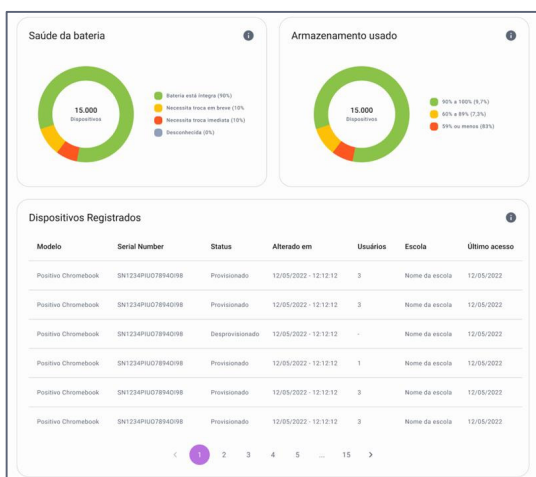 Saúde da bateria
15.000
Dispositivos
Bateria está íntegra (90%)
Necessita troca em breve (10%
Necessita troca imediata (10%)
Desconhecida (0%)
Armazenamento usado
15.000
Dispositivos
90% a 100% (9,7%)
60% a 89% (7,3%)
59% ou menos (83%)
Dispositivos Registrados
Modelo Serial Number Status Alterado em Usuários Escola Último acesso
Positivo Chromebook SN1234PIUO7894OI98 Provisionado 12/05/2022 - 12:12:12 3 Nome da escola 12/05/2022
Positivo Chromebook SN1234PIUO7894OI98 Provisionado 12/05/2022 - 12:12:12 3 Nome da escola 12/05/2022
Positivo Chromebook SN1234PIUO7894OI98 Desprovisionado 12/05/2022 - 12:12:12 - Nome da escola 12/05/2022
Positivo Chromebook SN1234PIUO7894OI98 Provisionado 12/05/2022 - 12:12:12 1 Nome da escola 12/05/2022
Positivo Chromebook SN1234PIUO7894OI98 Provisionado 12/05/2022 - 12:12:12 3 Nome da escola 12/05/2022
Positivo Chromebook SN1234PIUO7894OI98 Provisionado 12/05/2022 - 12:12:12 3 Nome da escola 12/05/2022
< 1 2 3 4 5 ... 15 >